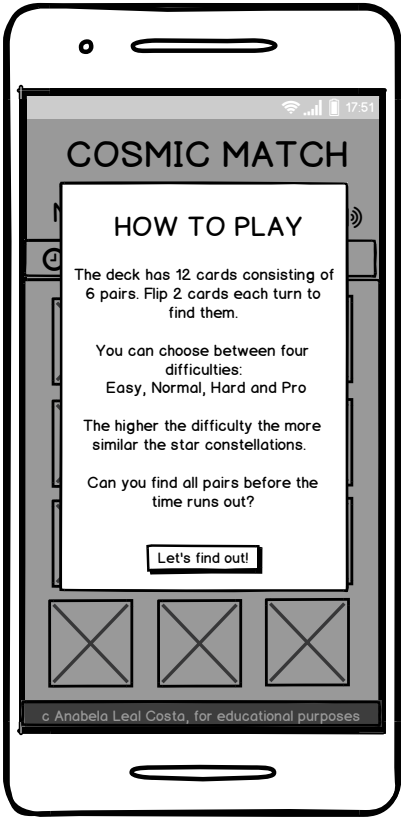 17:51
COSMIC MATCH
HOW TO PLAY
The deck has 12 cards consisting of
6 pairs. Flip 2 cards each turn to
find them.
You can choose between four
difficulties:
Easy, Normal, Hard and Pro
The higher the difficulty the more
similar the star constellations.
Can you find all pairs before the
time runs out?
Let's find out!
c Anabela Leal Costa, for educational purposes